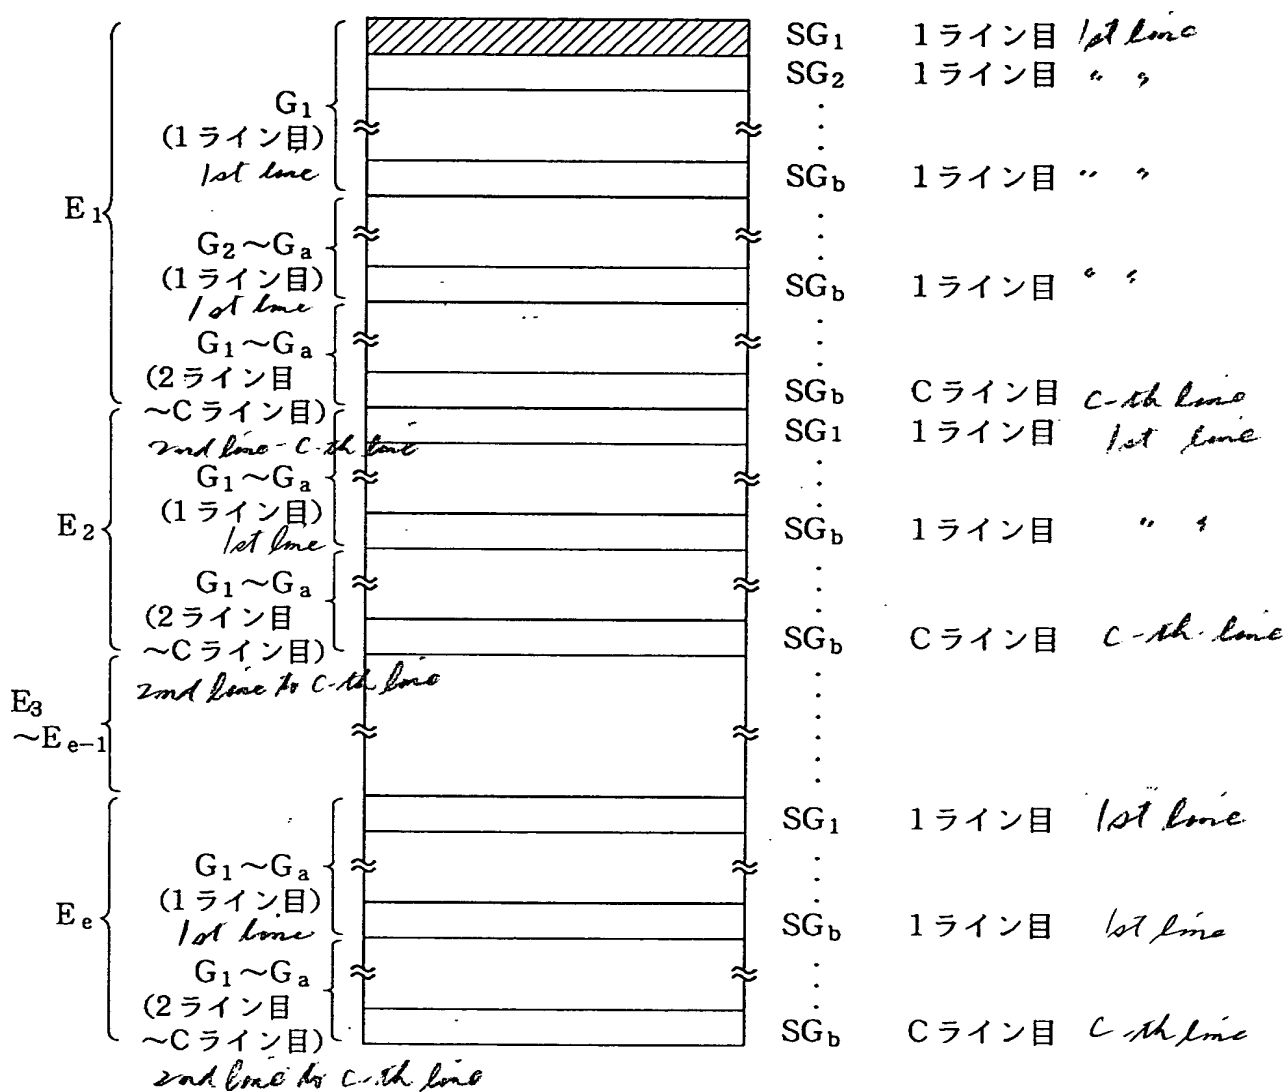 SG1 1ライン目 1st line
SG2 1ライン目 〃 〃
G1
(1ライン目)
1st line
SGb 1ライン目 〃 〃
E1
G2～Ga
(1ライン目)
1st line
SGb 1ライン目 〃 〃
G1～Ga
(2ライン目
～Cライン目)
2nd line - C-th line
SGb Cライン目 C-th line
SG1 1ライン目 1st line
G1～Ga
(1ライン目)
1st line
E2
SGb 1ライン目 〃 〃
G1～Ga
(2ライン目
～Cライン目)
2nd line to C-th line
SGb Cライン目 C-th line
E3
～Ee-1
SG1 1ライン目 1st line
G1～Ga
(1ライン目)
1st line
Ee
SGb 1ライン目 1st line
G1～Ga
(2ライン目
～Cライン目)
2nd line to C-th line
SGb Cライン目 C-th line